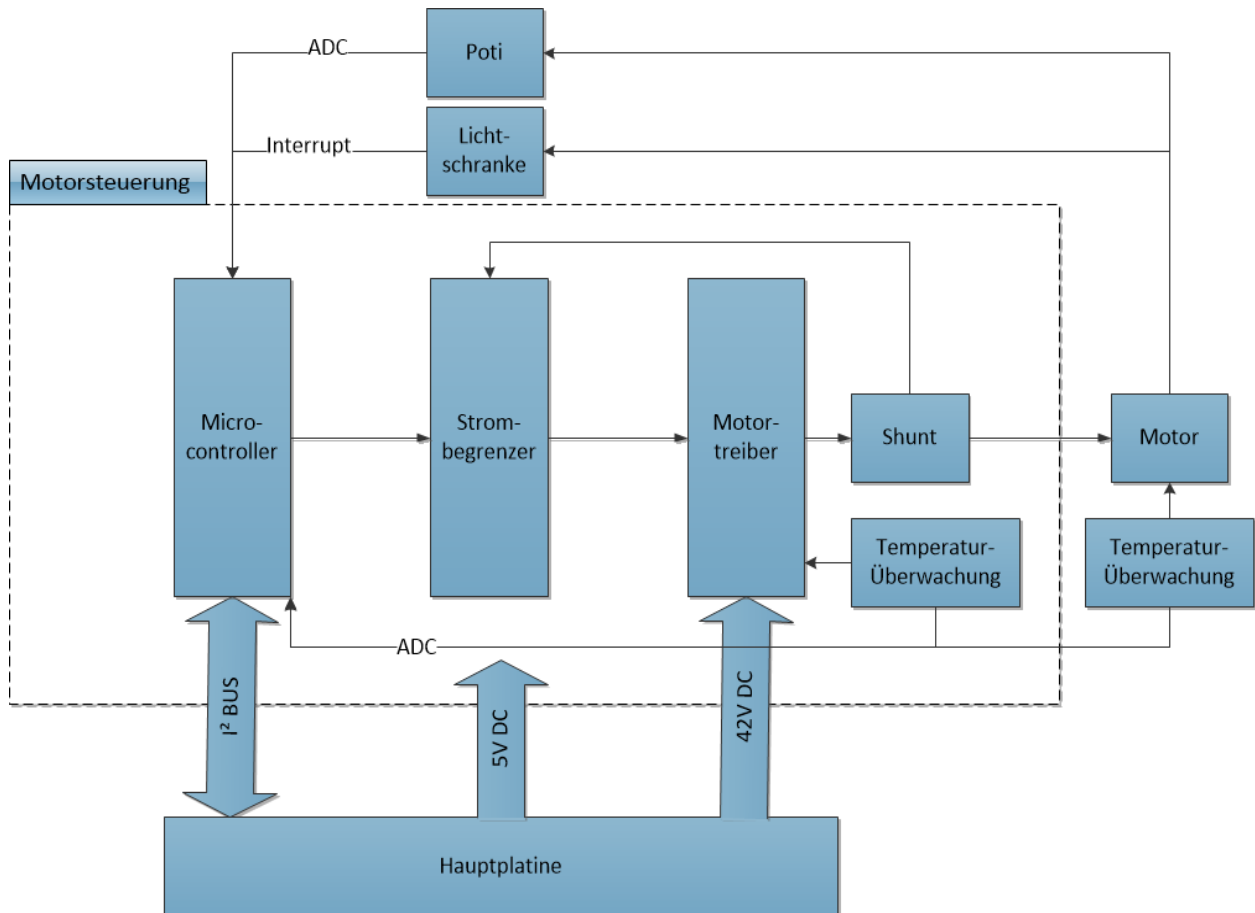 ADC
Poti
Interrupt
Licht-
schranke
Motorsteuerung
Micro-
controller
Strom-
begrenzer
Motor-
treiber
Shunt
Motor
Temperatur-
Überwachung
Temperatur-
Überwachung
ADC
I² BUS
5V DC
42V DC
Hauptplatine